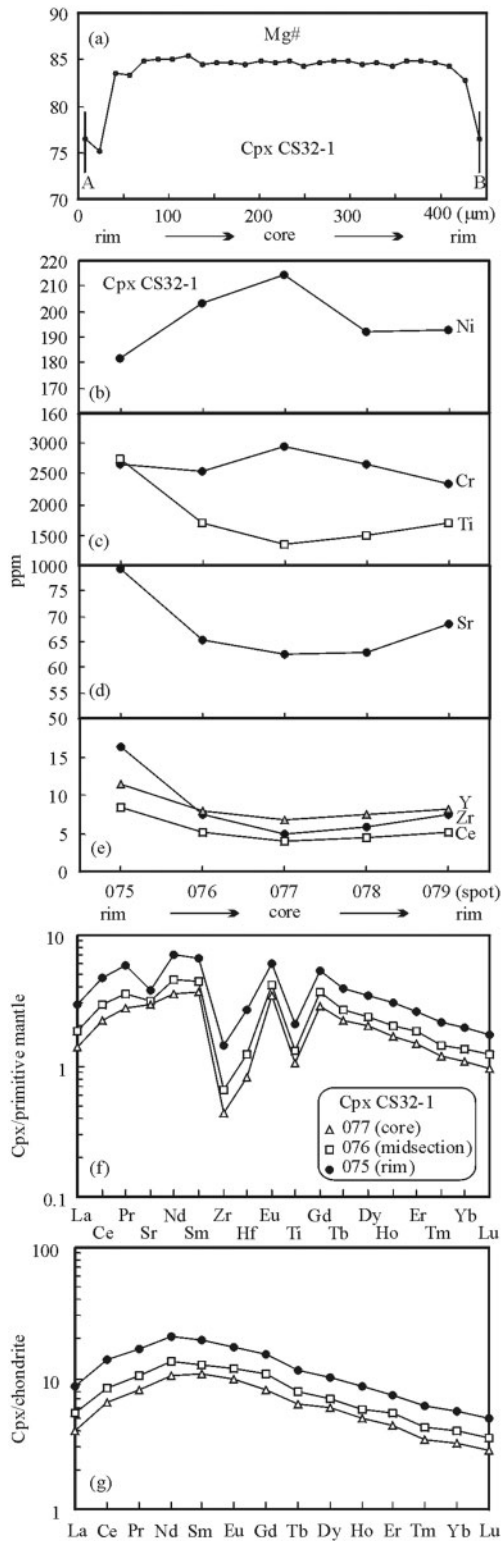 (a)
Mg#
90
85
80
75
70
Cpx CS32-1
A
B
0
100
200
300
400 (μm)
rim
core
rim
220
210
200
190
180
170
160
Cpx CS32-1
Ni
(b)
3000
2500
2000
1500
1000
Cr
Ti
(c)
ppm
75
70
65
60
55
50
Sr
(d)
15
10
5
0
Y
Zr
Ce
(e)
075
076
077
078
079 (spot)
rim
core
rim
10
1
0.1
Cpx/primitive mantle
(f)
Cpx CS32-1
077 (core)
076 (midsection)
075 (rim)
La
Pr
Nd
Zr
Eu
Gd
Dy
Er
Yb
Ce
Sr
Sm
Hf
Ti
Tb
Ho
Tm
Lu
100
10
1
Cpx/chondrite
(g)
La
Ce
Pr
Nd
Sm
Eu
Gd
Tb
Dy
Ho
Er
Tm
Yb
Lu